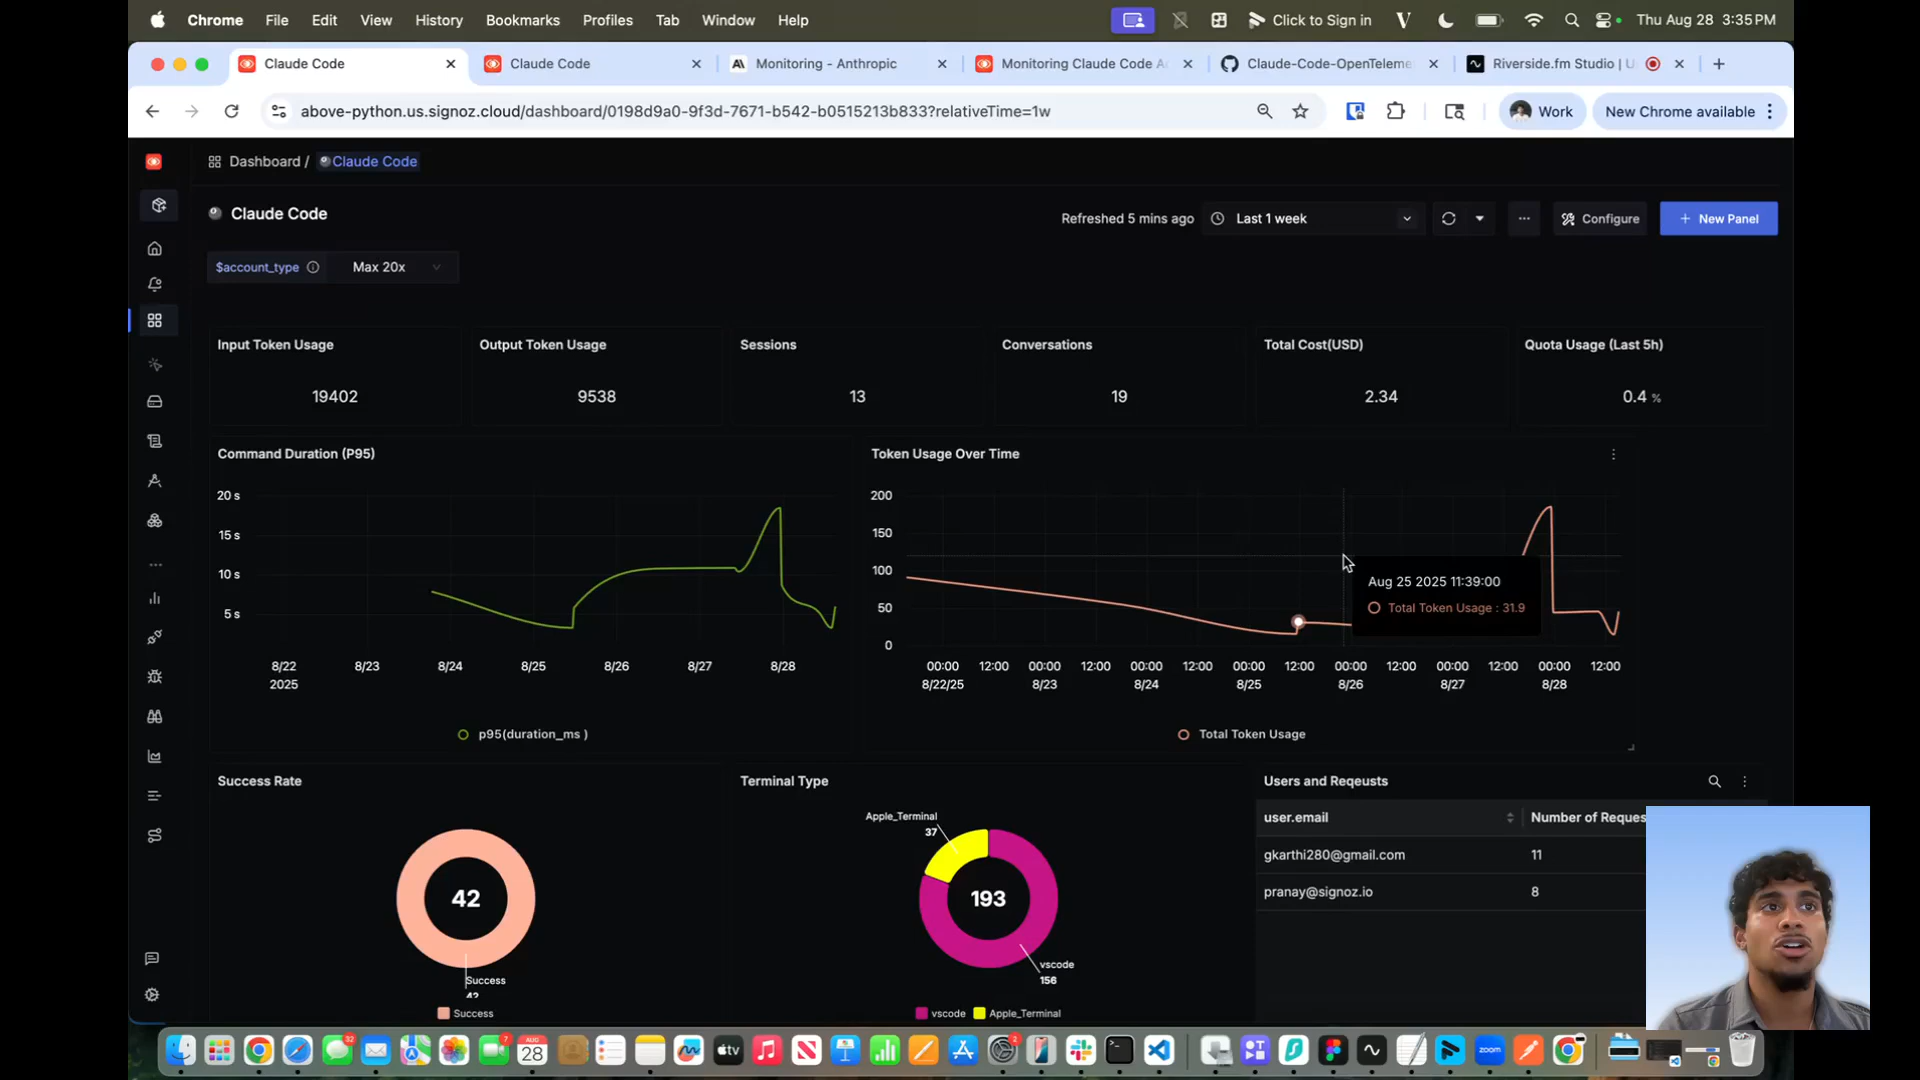 Chrome File Edit View History Bookmarks Profiles Tab Window Help
Click to Sign in
Thu Aug 28 3:35 PM
Claude Code
Claude Code
Monitoring - Anthropic
Monitoring Claude Code
Claude-Code-OpenTeleme
Riverside.fm Studio |
above-python.us.signoz.cloud/dashboard/0198d9a0-9f3d-7671-b542-b0515213b833?relativeTime=1w
Work
New Chrome available
Dashboard / Claude Code
Claude Code
Refreshed 5 mins ago
Last 1 week
Configure
+ New Panel
$account_type
Max 20x
Input Token Usage
19402
Output Token Usage
9538
Sessions
13
Conversations
19
Total Cost(USD)
2.34
Quota Usage (Last 5h)
0.4 %
Command Duration (P95)
20 s
15 s
10 s
5 s
8/22 8/23 8/24 8/25 8/26 8/27 8/28
2025
p95(duration_ms )
Token Usage Over Time
200
150
100
50
0
00:00 12:00 00:00 12:00 00:00 12:00 00:00 12:00 00:00 12:00 00:00 12:00 00:00 12:00
8/22/25 8/23 8/24 8/25 8/26 8/27 8/28
Aug 25 2025 11:39:00
Total Token Usage : 31.9
Total Token Usage
Success Rate
42
Success
42
Success
Terminal Type
Apple_Terminal
37
193
vscode
156
vscode Apple_Terminal
Users and Reqeusts
user.email
Number of Reques
gkarthi280@gmail.com 11
pranay@signoz.io 8
AUG
28
tv
zoom